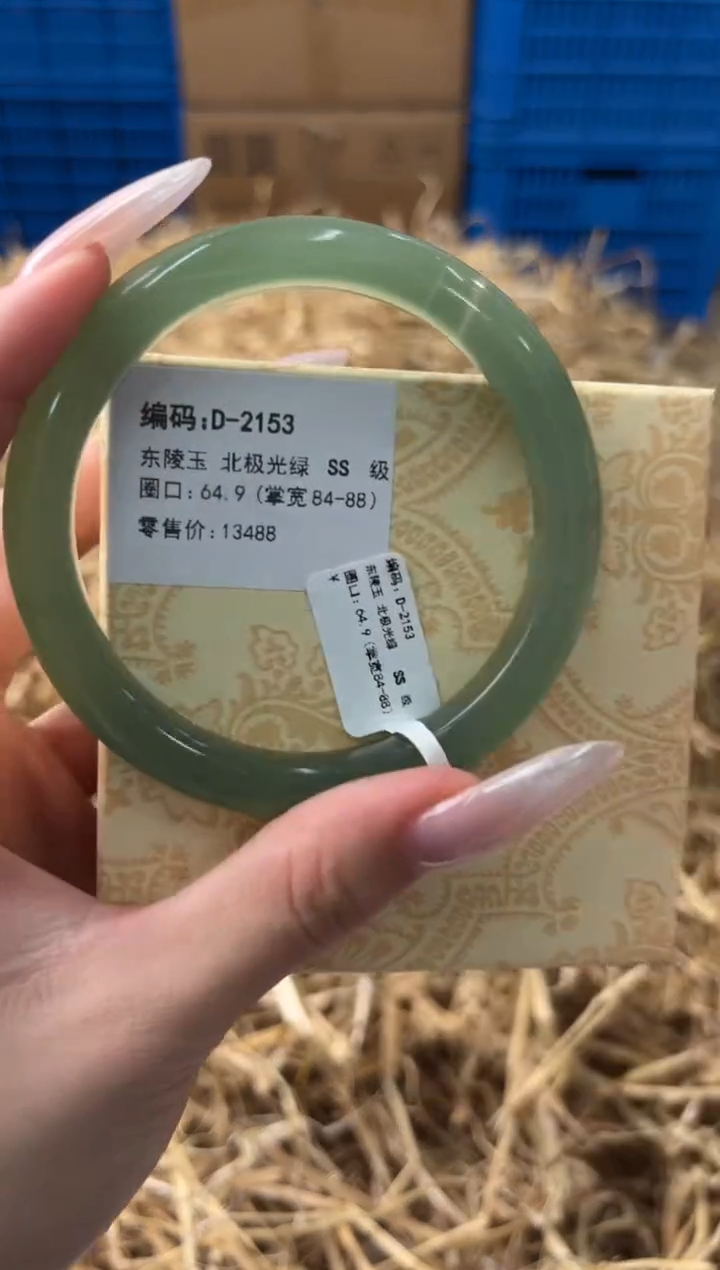 编码:D-2153
东陵玉 北极光绿 SS 级
圈口:64.9(掌宽84-88)
零售价:13488
编码:D-2153
东陵玉 北极光绿 SS 级
圈口:64.9(掌宽84-88)
¥